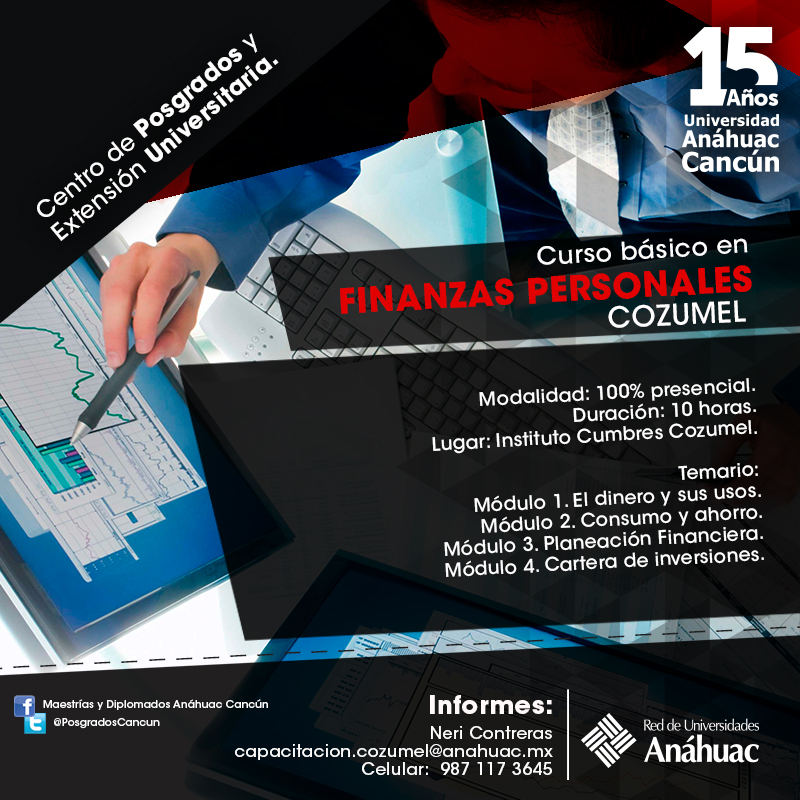 Centro de Posgrados y
Extensión Universitaria.
15
Años
Universidad
Anáhuac
Cancún
Curso básico en
FINANZAS PERSONALES
COZUMEL
Modalidad: 100% presencial.
Duración: 10 horas.
Lugar: Instituto Cumbres Cozumel.
Temario:
Módulo 1. El dinero y sus usos.
Módulo 2. Consumo y ahorro.
Módulo 3. Planeación Financiera.
Módulo 4. Cartera de inversiones.
Maestrías y Diplomados Anáhuac Cancún
@PosgradosCancun
Informes:
Neri Contreras
capacitacion.cozumel@anahuac.mx
Celular: 987 117 3645
Red de Universidades
Anáhuac